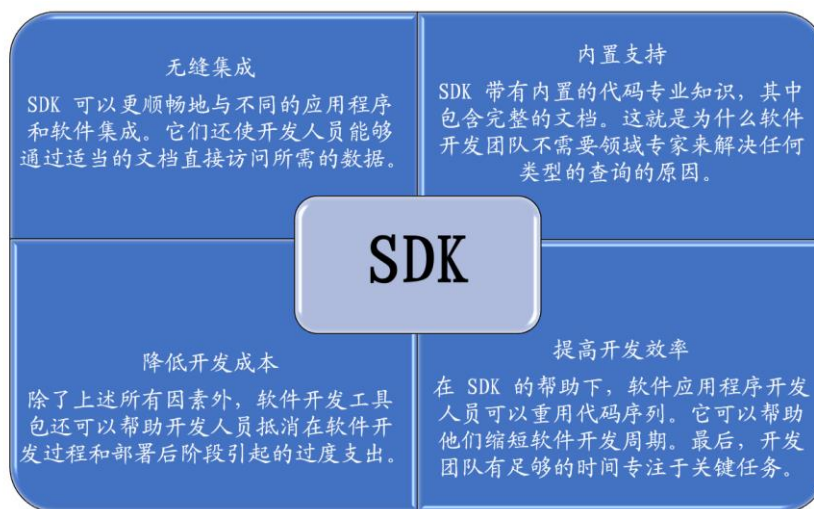 无缝集成
SDK 可以更顺畅地与不同的应用程序
和软件集成。它们还使开发人员能够
通过适当的文档直接访问所需的数据。
内置支持
SDK 带有内置的代码专业知识，其中
包含完整的文档。这就是为什么软件
开发团队不需要领域专家来解决任何
类型的查询的原因。
SDK
降低开发成本
除了上述所有因素外，软件开发工具
包还可以帮助开发人员抵消在软件开
发过程和部署后阶段引起的过度支出。
提高开发效率
在 SDK 的帮助下，软件应用程序开发
人员可以重用代码序列。它可以帮助
他们缩短软件开发周期。最后，开发
团队有足够的时间专注于关键任务。